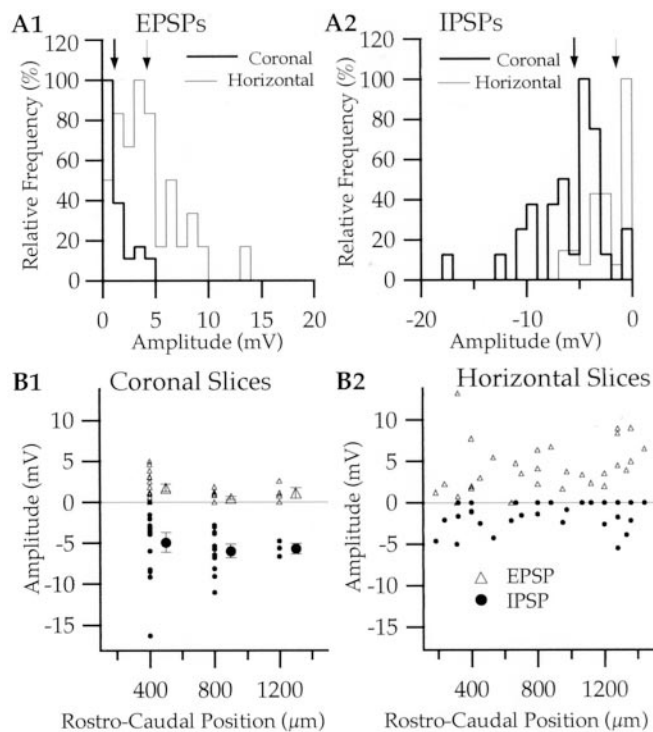 A1 EPSPs
120
100
80
60
40
20
0
Relative Frequency (%)
Coronal
Horizontal
0 5 10 15 20
Amplitude (mV)
A2 IPSPs
120
100
80
60
40
20
0
Relative Frequency (%)
Coronal
Horizontal
-20 -10 0
Amplitude (mV)
B1 Coronal Slices
10
5
0
-5
-10
-15
Amplitude (mV)
400 800 1200
Rostro-Caudal Position (μm)
B2 Horizontal Slices
10
5
0
-5
-10
-15
Amplitude (mV)
EPSP
IPSP
400 800 1200
Rostro-Caudal Position (μm)